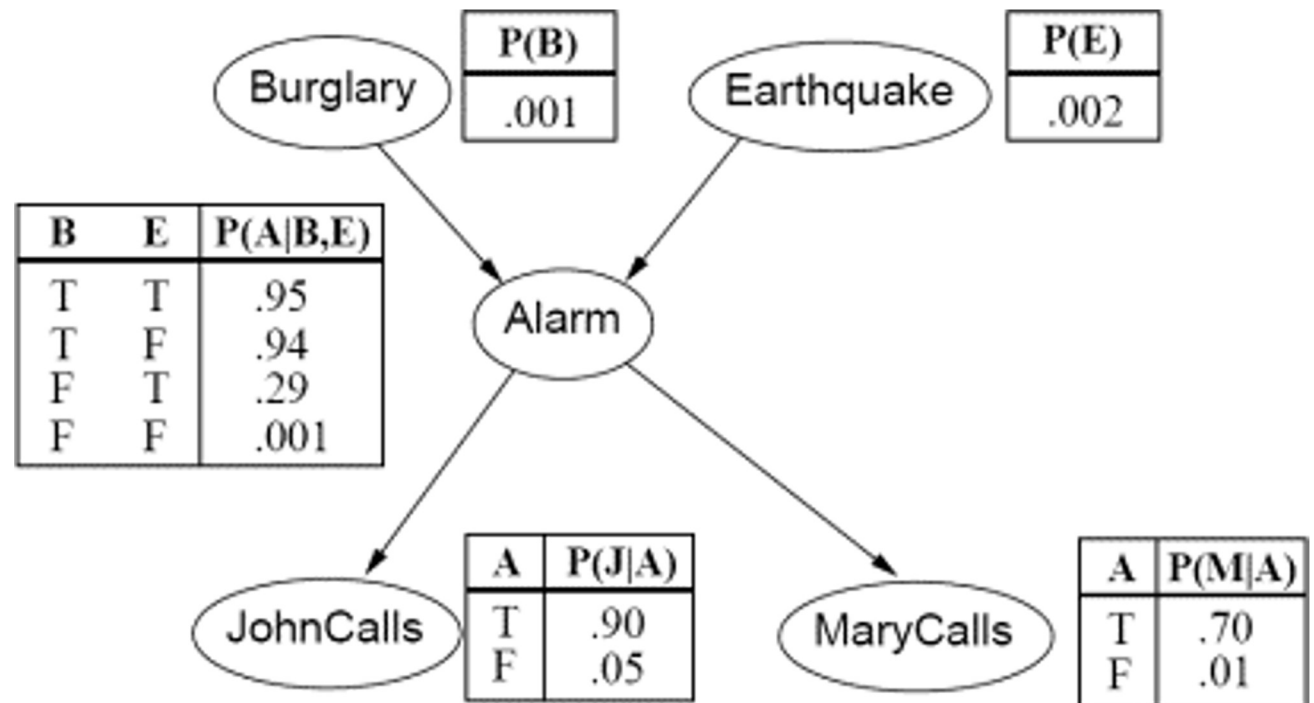 Burglary
P(B)
.001
Earthquake
P(E)
.002
B E P(A|B,E)
T T .95
T F .94
F T .29
F F .001
Alarm
JohnCalls
A P(J|A)
T .90
F .05
MaryCalls
A P(M|A)
T .70
F .01